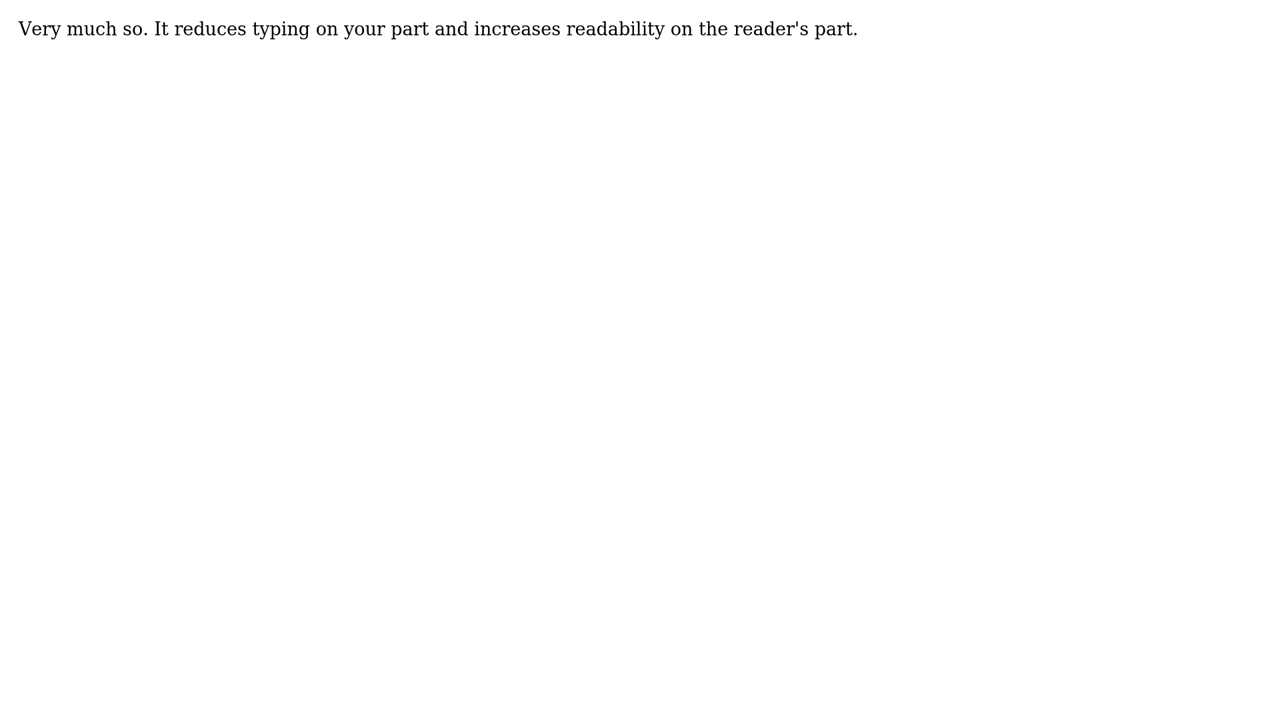 Very much so. It reduces typing on your part and increases readability on the reader's part.